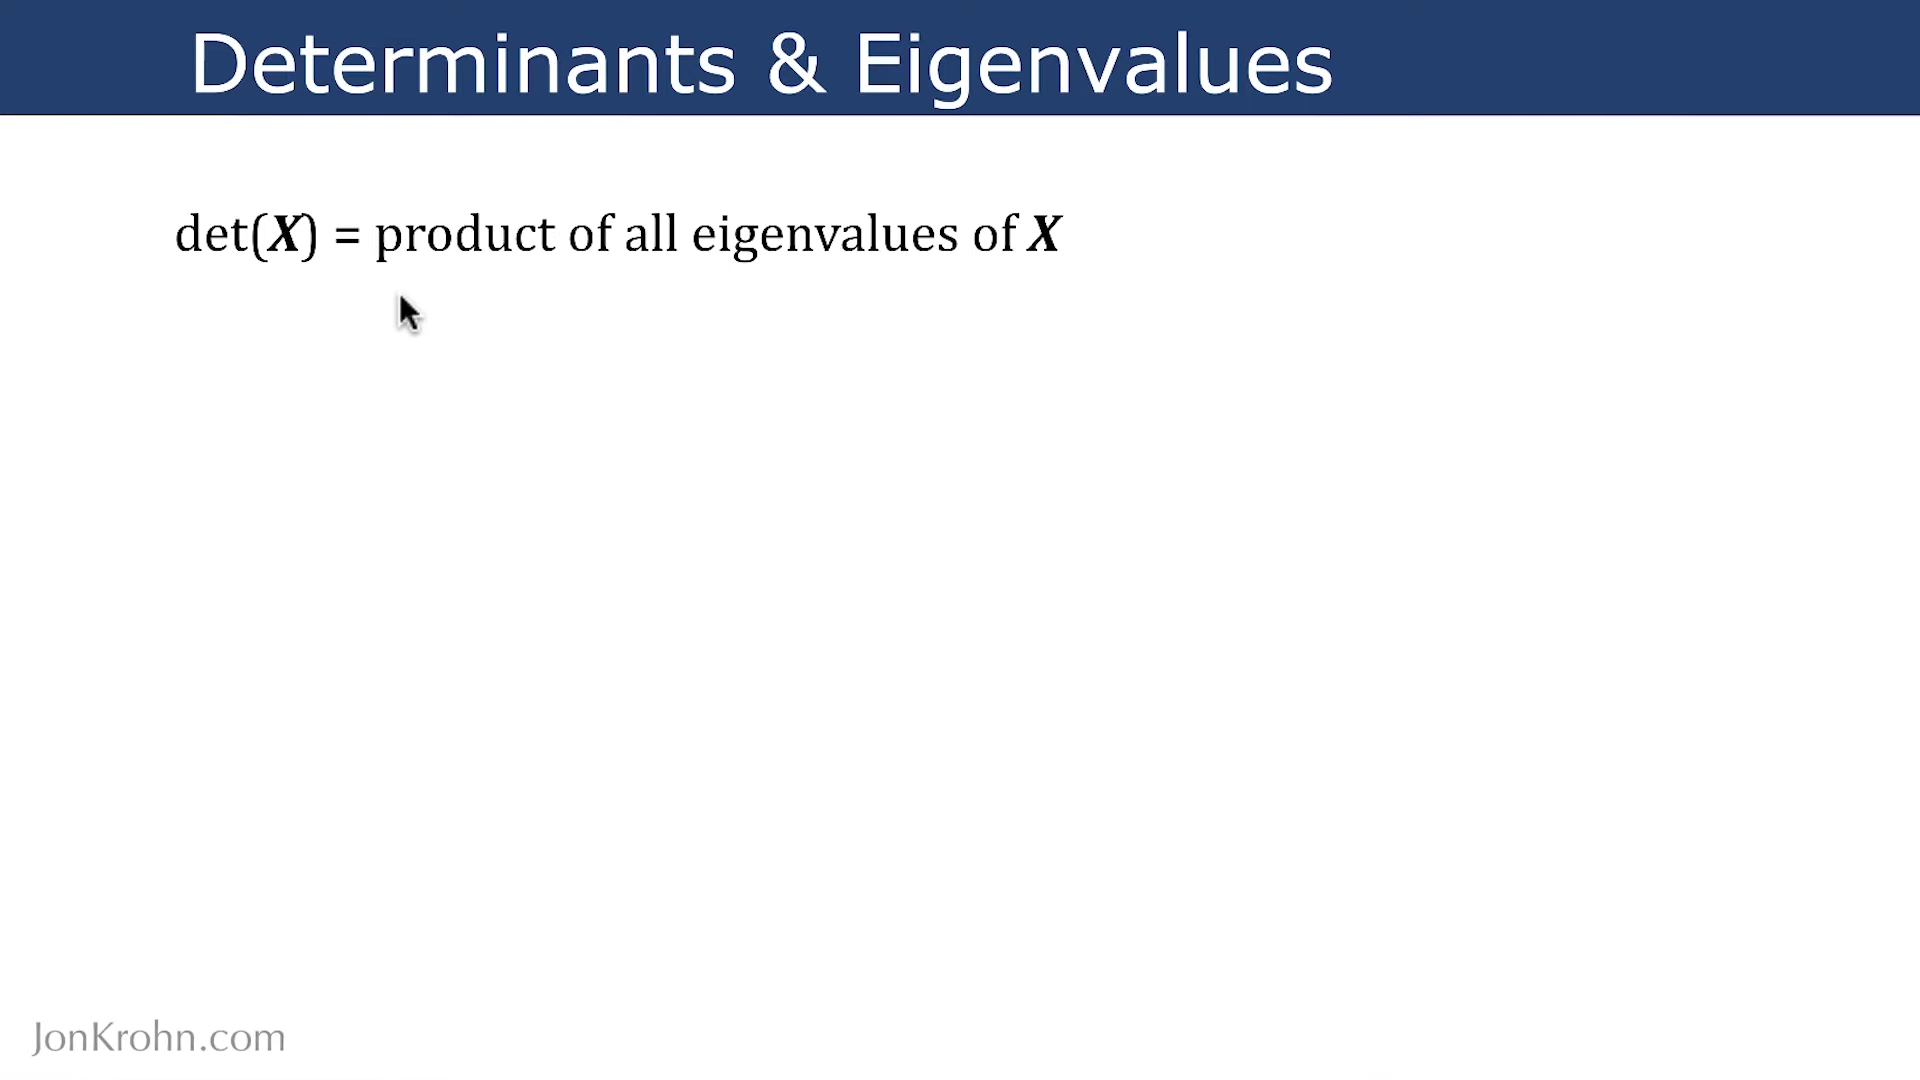 Determinants & Eigenvalues
det(X) = product of all eigenvalues of X
JonKrohn.com